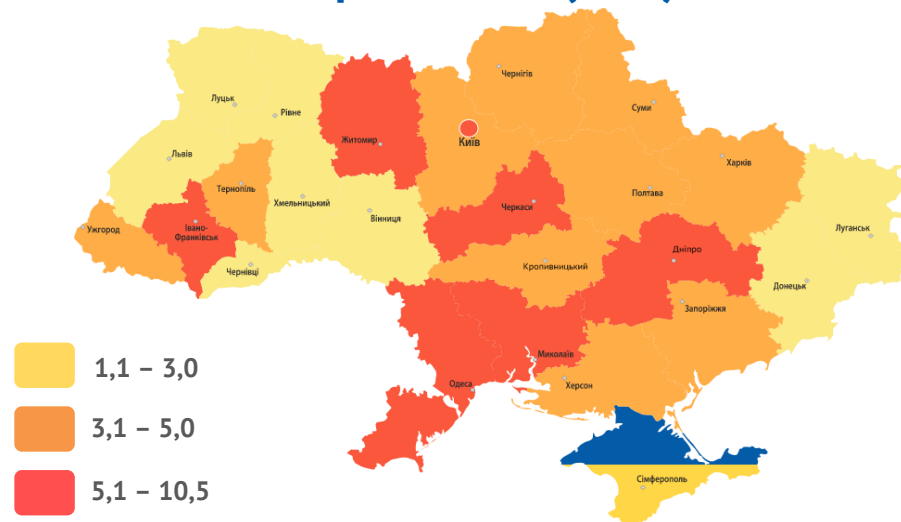 Чернігів
Луцьк
Рівне
Суми
Житомир
Київ
Львів
Харків
Тернопіль
Хмельницький
Полтава
Черкаси
Вінниця
Ужгород
Івано-
Франківськ
Луганськ
Чернівці
Кропивницький
Дніпро
Донецьк
Запоріжжя
Миколаїв
Одеса
Херсон
Сімферополь
1,1 – 3,0
3,1 – 5,0
5,1 – 10,5